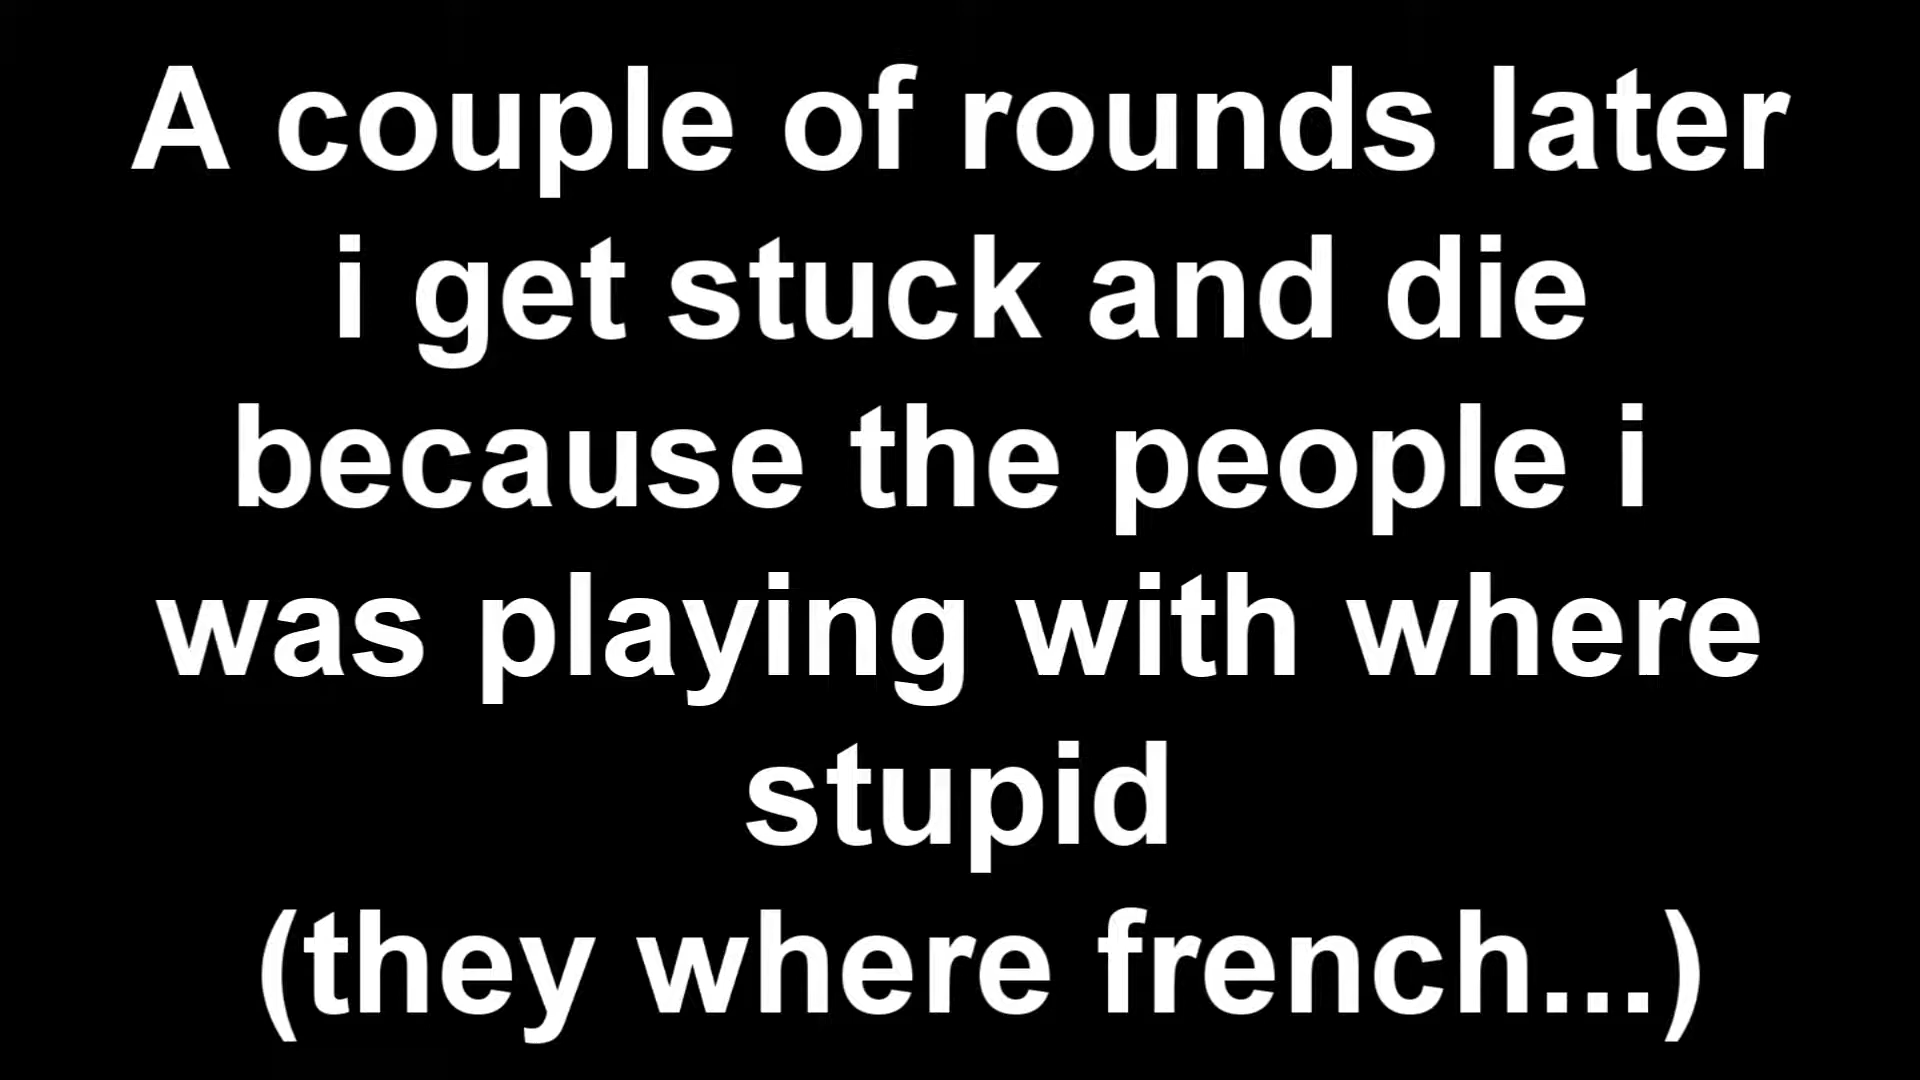 A couple of rounds later
i get stuck and die
because the people i
was playing with where
stupid
(they where french...)